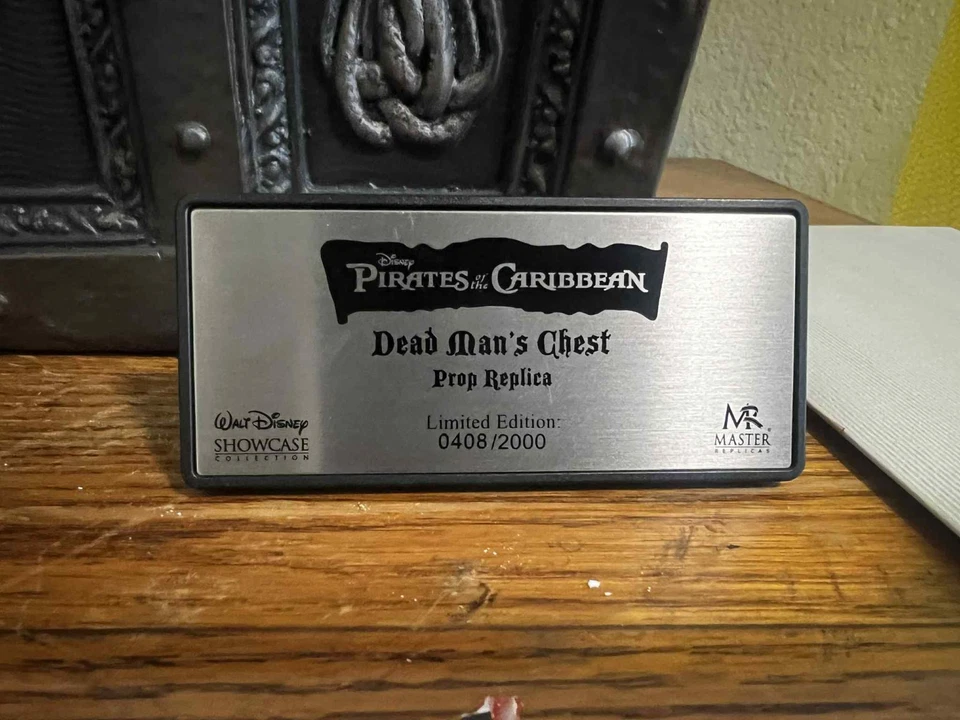 Disney
PIRATES of the CARIBBEAN
Dead Man's Chest
Prop Replica
Limited Edition:
0408/2000
WALT DISNEY
SHOWCASE
COLLECTION
MR
MASTER
REPLICAS